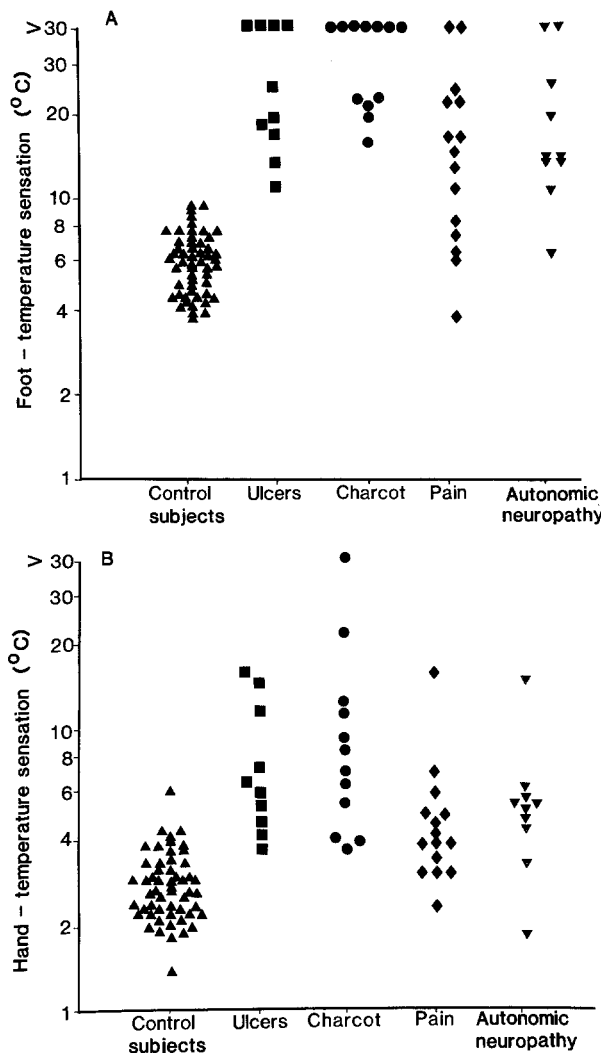 A
> 30
30
20
10
8
6
4
2
1
Foot – temperature sensation (°C)
Control subjects
Ulcers
Charcot
Pain
Autonomic neuropathy
B
> 30
30
20
10
8
6
4
2
1
Hand – temperature sensation (°C)
Control subjects
Ulcers
Charcot
Pain
Autonomic neuropathy